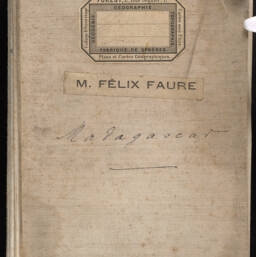 GÉOGRAPHIE
FABRIQUE DE SPHÈRES
Plans et Cartes Géographiques
M. FÉLIX FAURE
Madagascar